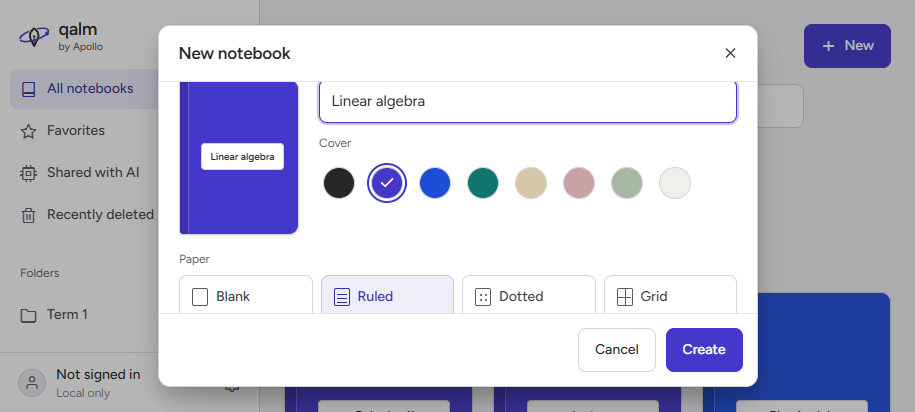 qalm
by Apollo
All notebooks
Favorites
Shared with AI
Recently deleted
Folders
Term 1
Not signed in
Local only
New
New notebook
Linear algebra
Linear algebra
Cover
Paper
Blank
Ruled
Dotted
Grid
Cancel
Create